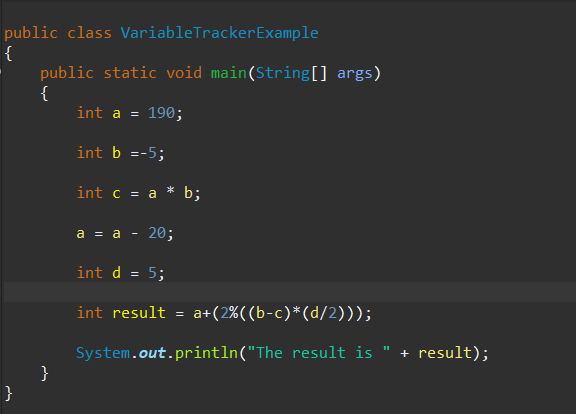 public class VariableTrackerExample
{
public static void main(String[] args)
{
int a = 190;
int b =-5;
int c = a * b;
a = a - 20;
int d = 5;
int result = a+(2%((b-c)*(d/2)));
System.out.println("The result is " + result);
}
}